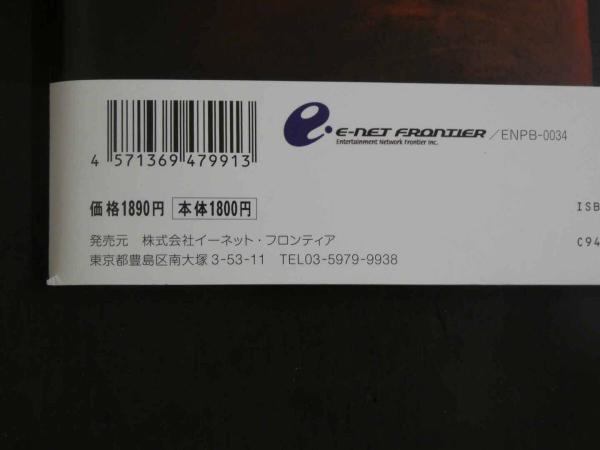 4 571369 479913
e-NET FRONTIER / ENPB-0034
Entertainment Network Frontier Inc.
価格1890円 本体1800円
ISB
発売元 株式会社イーネット・フロンティア
C94
東京都豊島区南大塚3-53-11 TEL03-5979-9938